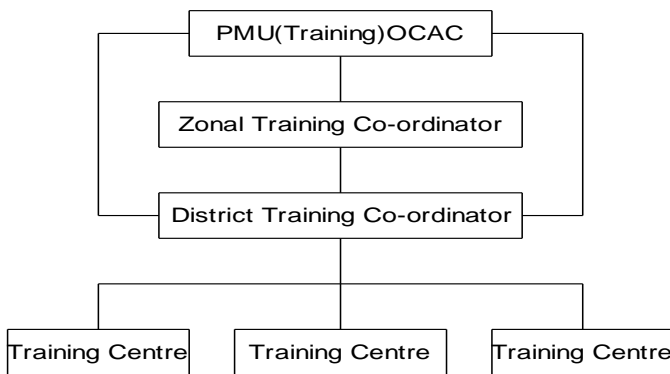 PMU(Training)OCAC
Zonal Training Co-ordinator
District Training Co-ordinator
Training Centre
Training Centre
Training Centre